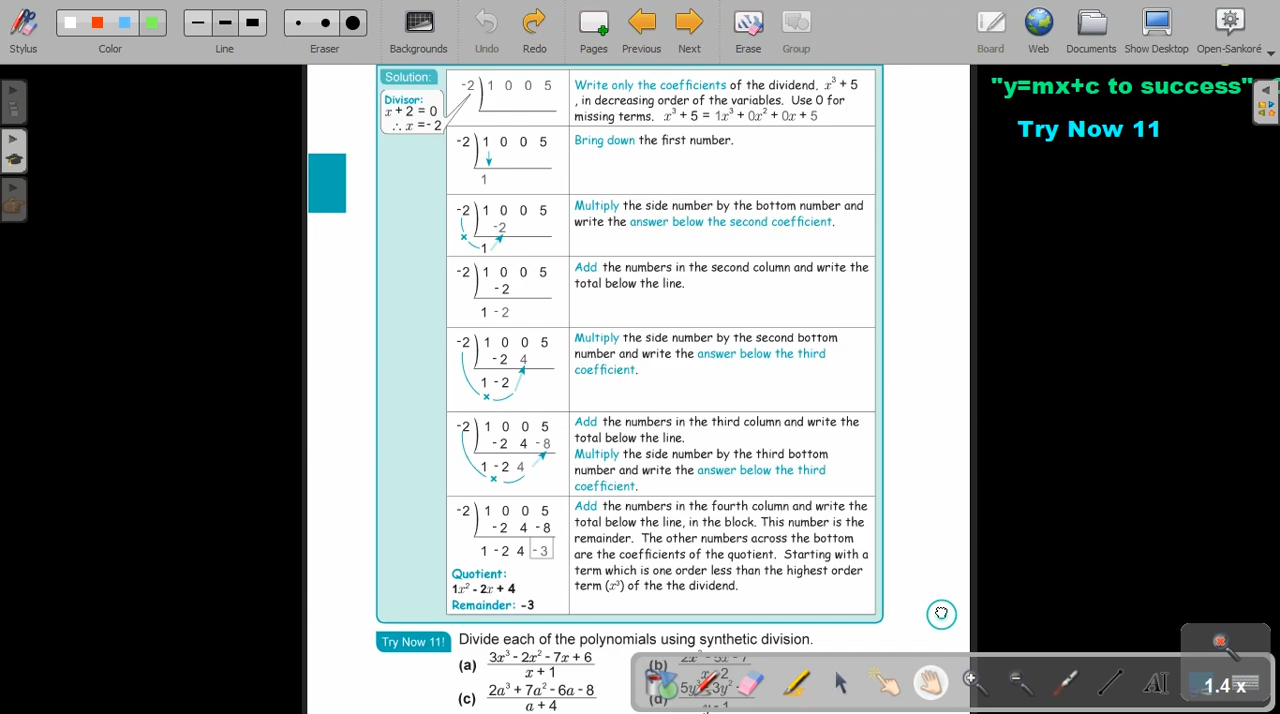 Stylus Color Line Eraser Backgrounds Undo Redo Pages Previous Next Erase Group Board Web Documents Show Desktop Open-Sankoré
"y=mx+c to success"
Try Now 11
Solution:
Divisor:
x + 2 = 0
∴ x = - 2
-2 ) 1 0 0 5
Write only the coefficients of the dividend, x³ + 5
, in decreasing order of the variables. Use 0 for
missing terms. x³ + 5 = 1x³ + 0x² + 0x + 5
-2 ) 1 0 0 5
1
Bring down the first number.
-2 ) 1 0 0 5
-2
× 1
Multiply the side number by the bottom number and
write the answer below the second coefficient.
-2 ) 1 0 0 5
-2
1 -2
Add the numbers in the second column and write the
total below the line.
-2 ) 1 0 0 5
-2 4
1 -2
×
Multiply the side number by the second bottom
number and write the answer below the third
coefficient.
-2 ) 1 0 0 5
-2 4 -8
1 -2 4
×
Add the numbers in the third column and write the
total below the line.
Multiply the side number by the third bottom
number and write the answer below the third
coefficient.
-2 ) 1 0 0 5
-2 4 -8
1 -2 4 -3
Quotient:
1x² - 2x + 4
Remainder: -3
Add the numbers in the fourth column and write the
total below the line, in the block. This number is the
remainder. The other numbers across the bottom
are the coefficients of the quotient. Starting with a
term which is one order less than the highest order
term (x³) of the the dividend.
Try Now 11! Divide each of the polynomials using synthetic division.
(a) 3x³ - 2x² - 7x + 6
x + 1
(b)
(c) 2a³ + 7a² - 6a - 8
a + 4
(d)
1.4 x